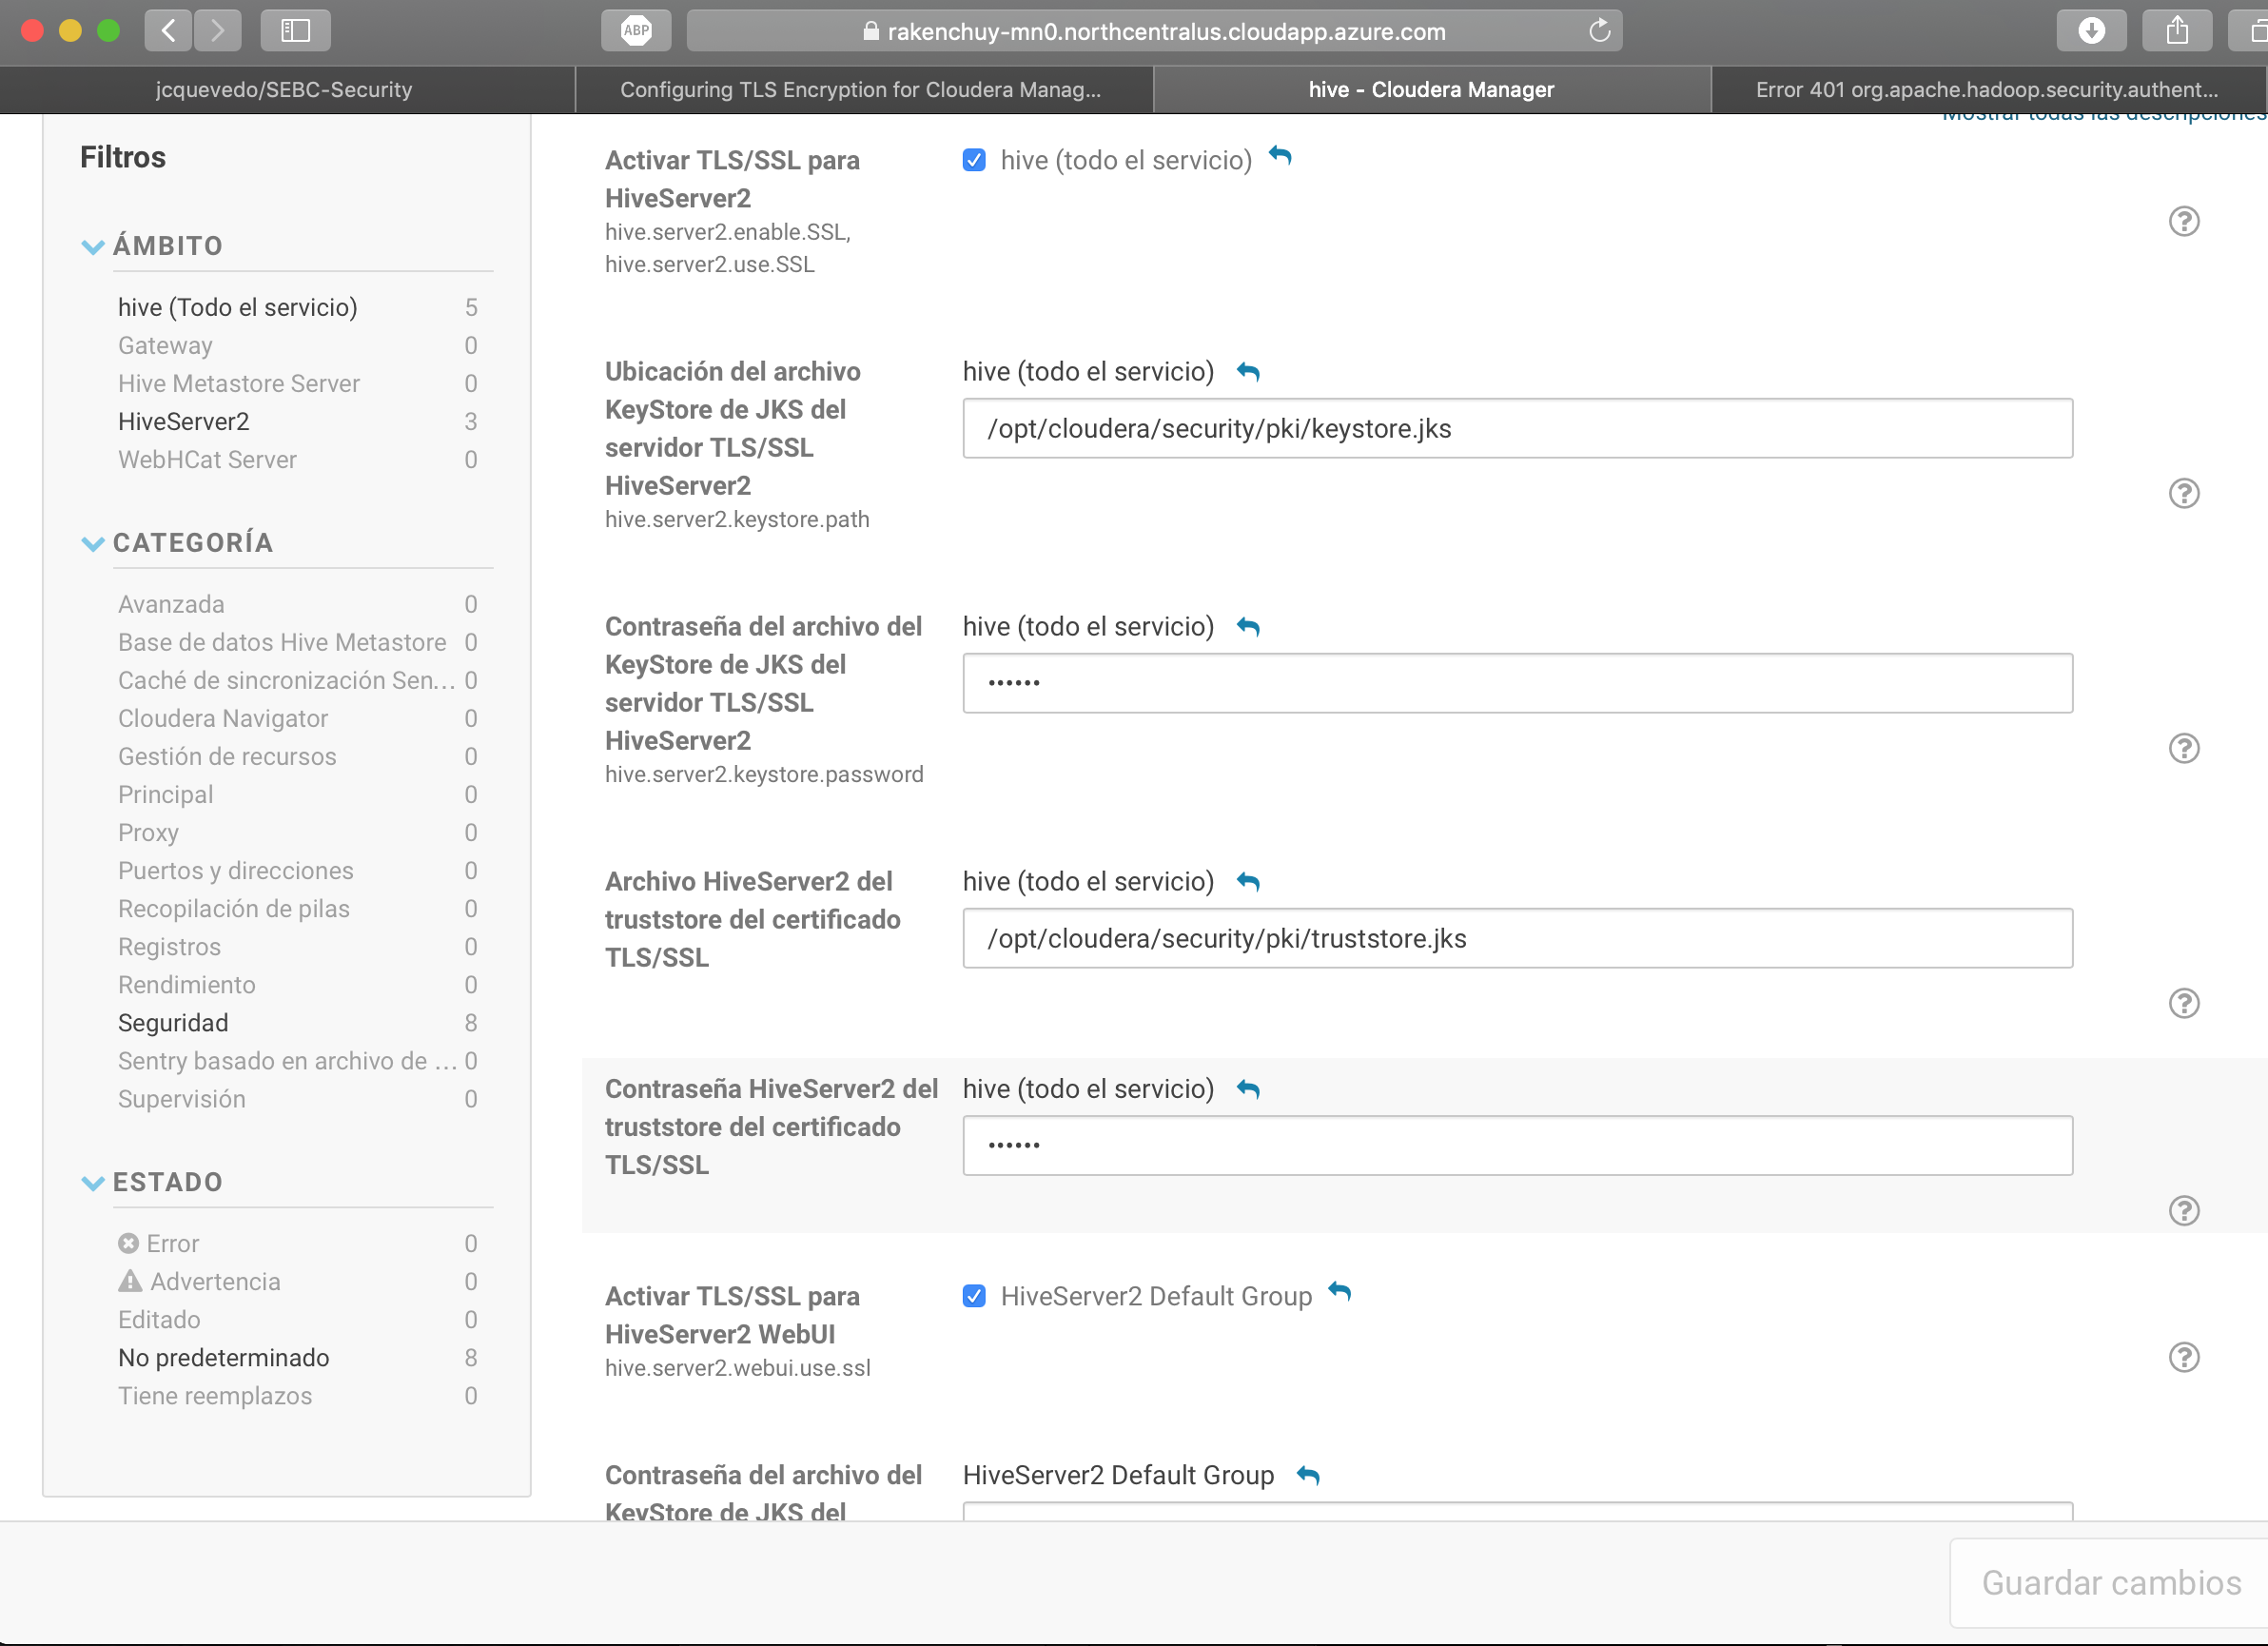 ABP
rakenchuy-mn0.northcentralus.cloudapp.azure.com
jcquevedo/SEBC-Security
Configuring TLS Encryption for Cloudera Manag...
hive - Cloudera Manager
Error 401 org.apache.hadoop.security.authent...
Mostrar todas las descripciones
Filtros
ÁMBITO
hive (Todo el servicio) 5
Gateway 0
Hive Metastore Server 0
HiveServer2 3
WebHCat Server 0
CATEGORÍA
Avanzada 0
Base de datos Hive Metastore 0
Caché de sincronización Sen... 0
Cloudera Navigator 0
Gestión de recursos 0
Principal 0
Proxy 0
Puertos y direcciones 0
Recopilación de pilas 0
Registros 0
Rendimiento 0
Seguridad 8
Sentry basado en archivo de ... 0
Supervisión 0
ESTADO
Error 0
Advertencia 0
Editado 0
No predeterminado 8
Tiene reemplazos 0
Activar TLS/SSL para
HiveServer2
hive.server2.enable.SSL,
hive.server2.use.SSL
hive (todo el servicio)
?
Ubicación del archivo
KeyStore de JKS del
servidor TLS/SSL
HiveServer2
hive.server2.keystore.path
hive (todo el servicio)
/opt/cloudera/security/pki/keystore.jks
?
Contraseña del archivo del
KeyStore de JKS del
servidor TLS/SSL
HiveServer2
hive.server2.keystore.password
hive (todo el servicio)
••••••
?
Archivo HiveServer2 del
truststore del certificado
TLS/SSL
hive (todo el servicio)
/opt/cloudera/security/pki/truststore.jks
?
Contraseña HiveServer2 del
truststore del certificado
TLS/SSL
hive (todo el servicio)
••••••
?
Activar TLS/SSL para
HiveServer2 WebUI
hive.server2.webui.use.ssl
HiveServer2 Default Group
?
Contraseña del archivo del
KeyStore de JKS del
HiveServer2 Default Group
Guardar cambios